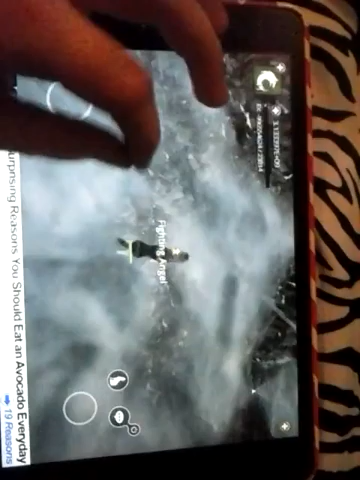 Fighting Angel
urprising Reasons You Should Eat an Avocado Everyday
19 Reasons